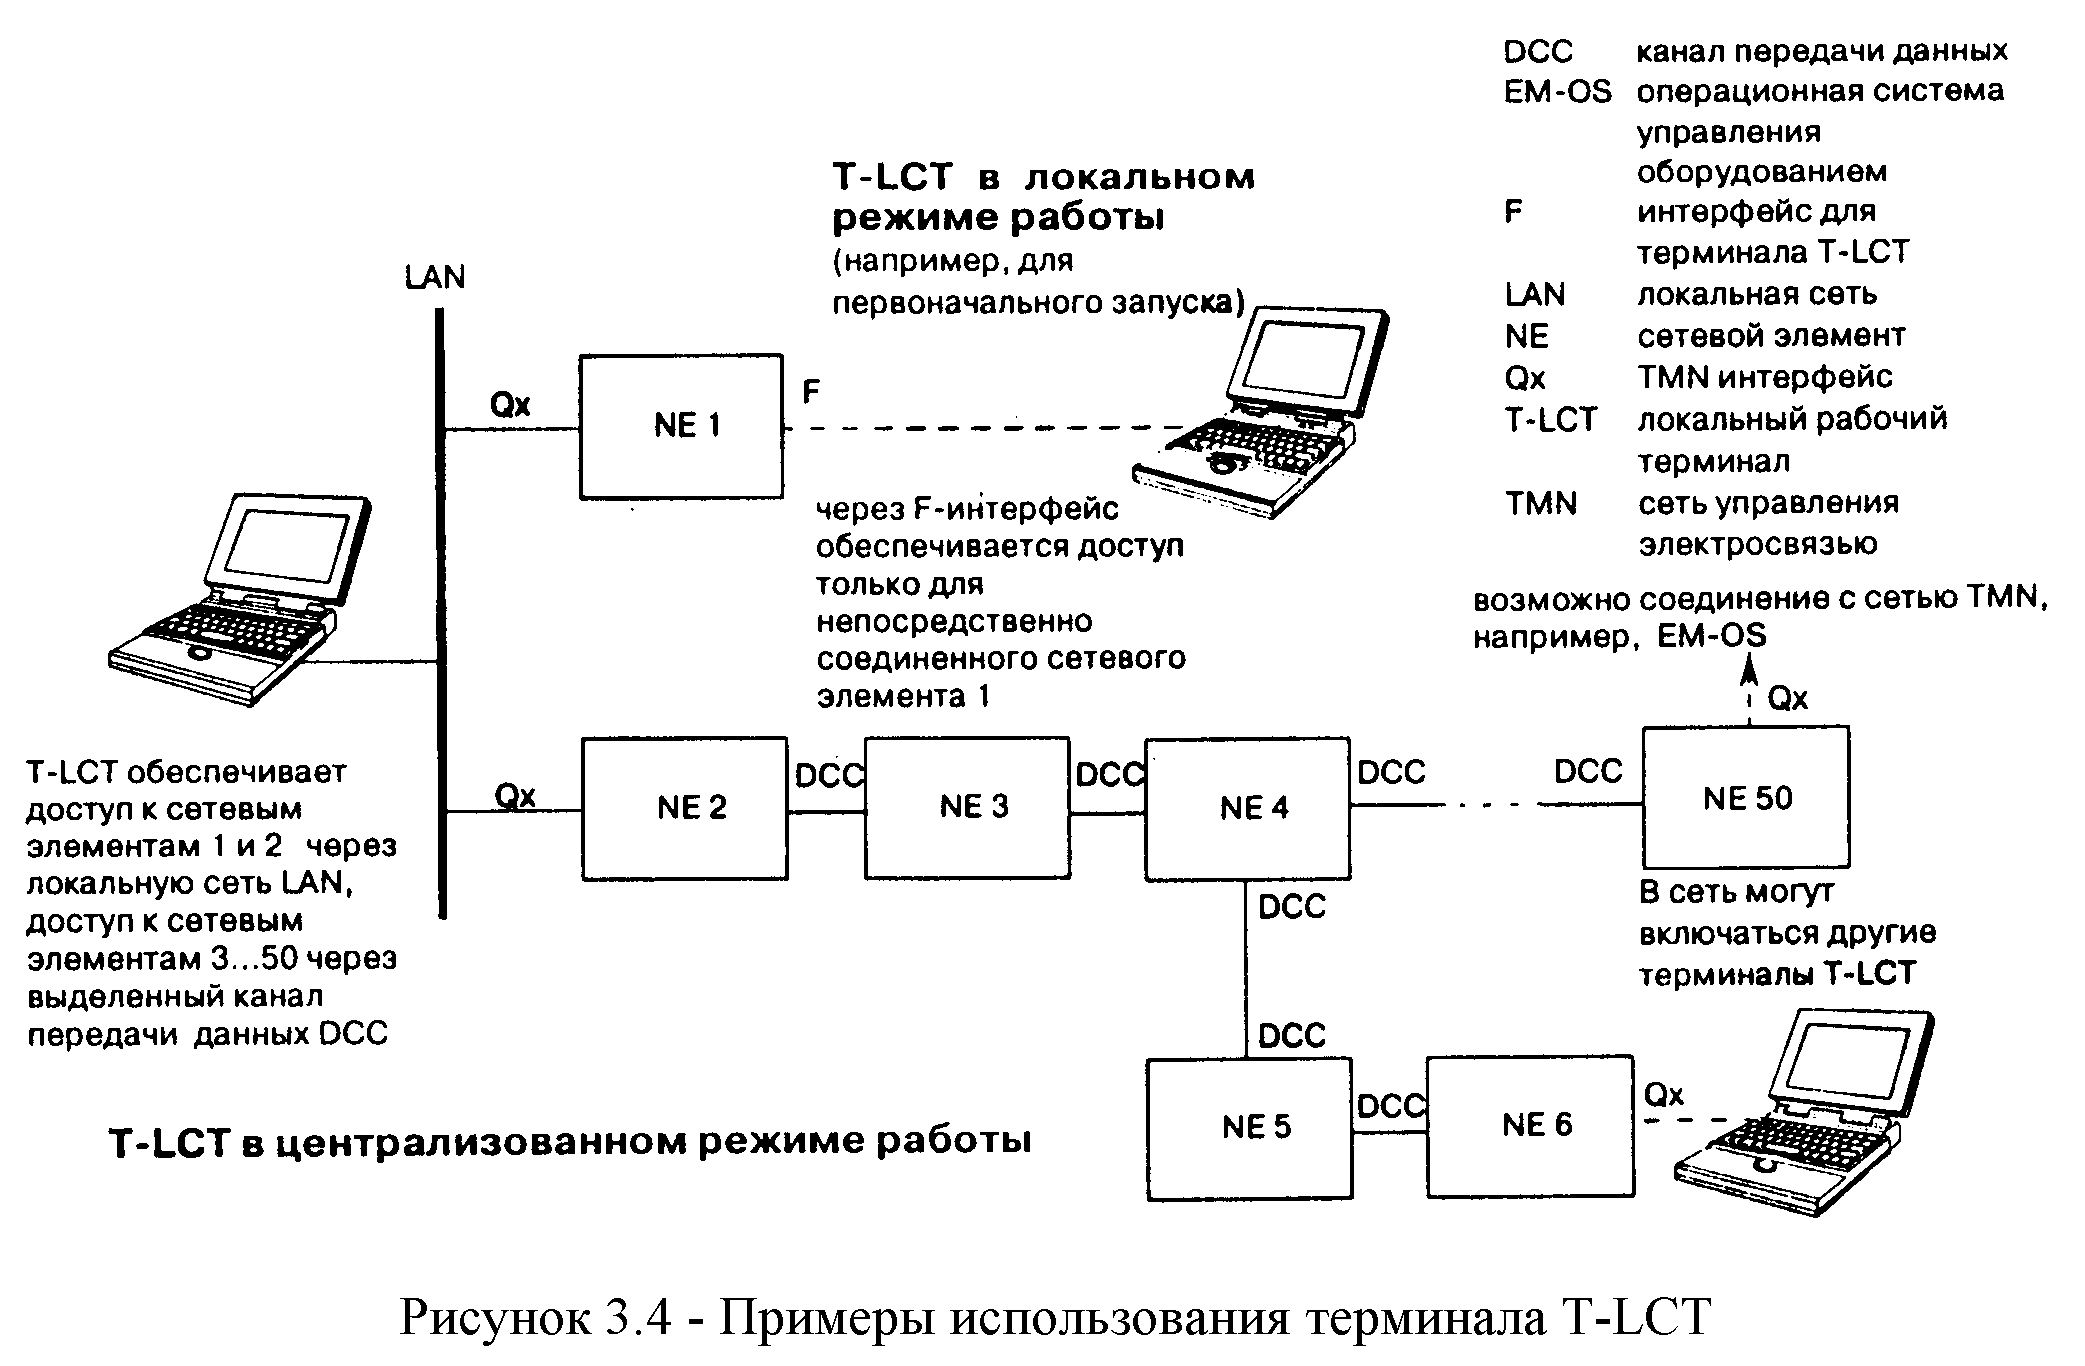 DCC канал передачи данных
EM-OS операционная система
управления
оборудованием
F интерфейс для
терминала T-LCT
LAN локальная сеть
NE сетевой элемент
Qx TMN интерфейс
T-LCT локальный рабочий
терминал
TMN сеть управления
электросвязью
T-LCT в локальном
режиме работы
(например, для
первоначального запуска)
LAN
Qx
NE 1
F
через F-интерфейс
обеспечивается доступ
только для
непосредственно
соединенного сетевого
элемента 1
возможно соединение с сетью TMN,
например, EM-OS
Qx
T-LCT обеспечивает
доступ к сетевым
элементам 1 и 2 через
локальную сеть LAN,
доступ к сетевым
элементам 3...50 через
выделенный канал
передачи данных DCC
Qx
NE 2
DCC
NE 3
DCC
NE 4
DCC
DCC
NE 50
DCC
В сеть могут
включаться другие
терминалы T-LCT
DCC
NE 5
DCC
NE 6
Qx
T-LCT в централизованном режиме работы
Рисунок 3.4 - Примеры использования терминала T-LCT